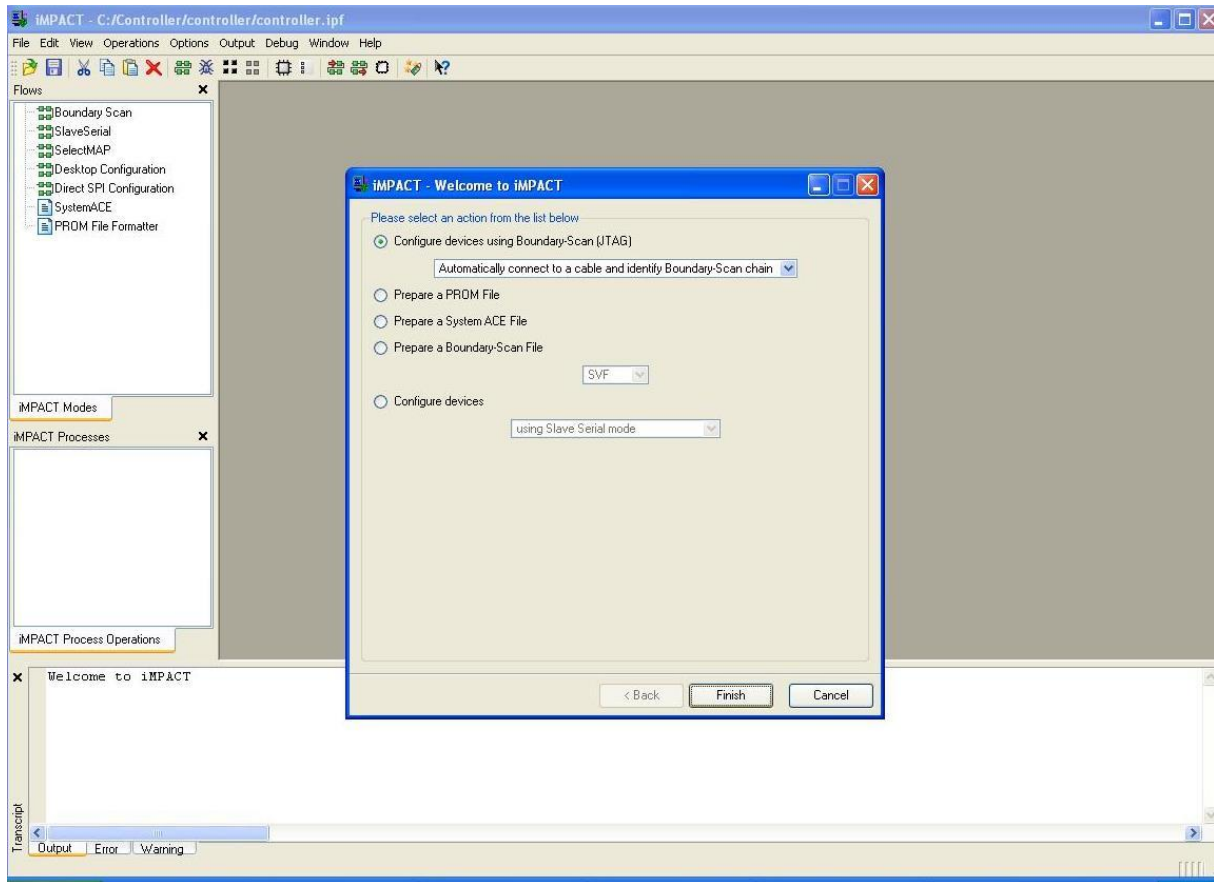 iMPACT - C:/Controller/controller/controller.ipf
File Edit View Operations Options Output Debug Window Help
Flows
Boundary Scan
SlaveSerial
SelectMAP
Desktop Configuration
Direct SPI Configuration
SystemACE
PROM File Formatter
iMPACT Modes
iMPACT Processes
iMPACT Process Operations
iMPACT - Welcome to iMPACT
Please select an action from the list below
Configure devices using Boundary-Scan (JTAG)
Automatically connect to a cable and identify Boundary-Scan chain
Prepare a PROM File
Prepare a System ACE File
Prepare a Boundary-Scan File
SVF
Configure devices
using Slave Serial mode
< Back Finish Cancel
Welcome to iMPACT
Transcript
Output Error Warning